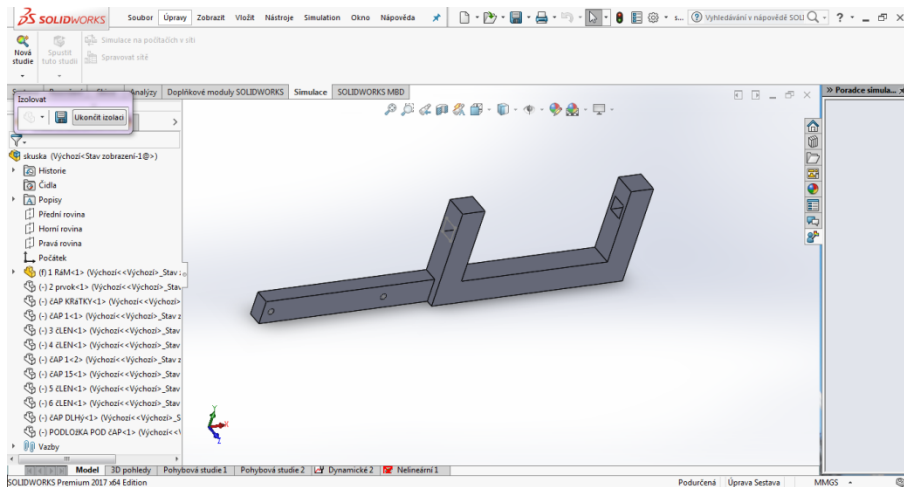 SOLIDWORKS Soubor Úpravy Zobrazit Vložit Nástroje Simulation Okno Nápověda s... Vyhledávání v nápovědě SOLI
Nová studie
Spustit tuto studii
Simulace na počítačích v síti
Spravovat sítě
Analýzy Doplňkové moduly SOLIDWORKS Simulace SOLIDWORKS MBD
Izolovat
Ukončit izolaci
Poradce simula...
skuska (Výchozí<Stav zobrazení-1@>)
Historie
Čidla
Popisy
Přední rovina
Horní rovina
Pravá rovina
Počátek
(f) 1 RáM<1> (Výchozí<<Výchozí>_Stav z
(-) 2 prvok<1> (Výchozí<<Výchozí>_Stav
(-) čAP KRáTKY<1> (Výchozí<<Výchozí>
(-) čAP 1<1> (Výchozí<<Výchozí>_Stav z
(-) 3 čLEN<1> (Výchozí<<Výchozí>_Stav
(-) 4 čLEN<1> (Výchozí<<Výchozí>_Stav
(-) čAP 1<2> (Výchozí<<Výchozí>_Stav z
(-) čAP 15<1> (Výchozí<<Výchozí>_Stav
(-) 5 čLEN<1> (Výchozí<<Výchozí>_Stav
(-) 6 čLEN<1> (Výchozí<<Výchozí>_Stav
(-) čAP DLHý<1> (Výchozí<<Výchozí>_S
(-) PODLOžKA POD čAP<1> (Výchozí<<V
Vazby
Y
X
Z
Model 3D pohledy Pohybová studie 1 Pohybová studie 2 Dynamické 2 Nelineární 1
SOLIDWORKS Premium 2017 x64 Edition Podurčená Úprava Sestava MMGS